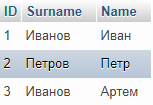 ID Surname Name
1 Иванов Иван
2 Петров Петр
3 Иванов Артем